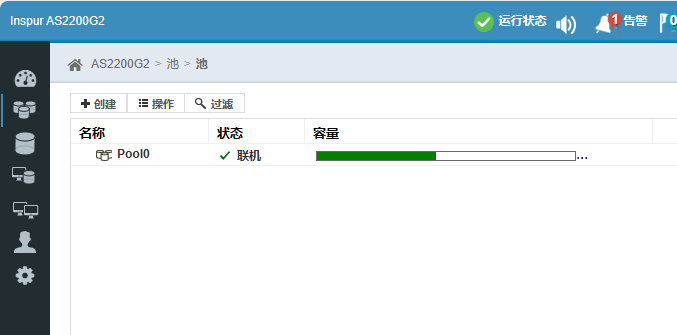 Inspur AS2200G2
运行状态
1 告警
0
AS2200G2 > 池 > 池
创建 操作 过滤
名称 状态 容量
Pool0 联机 ...